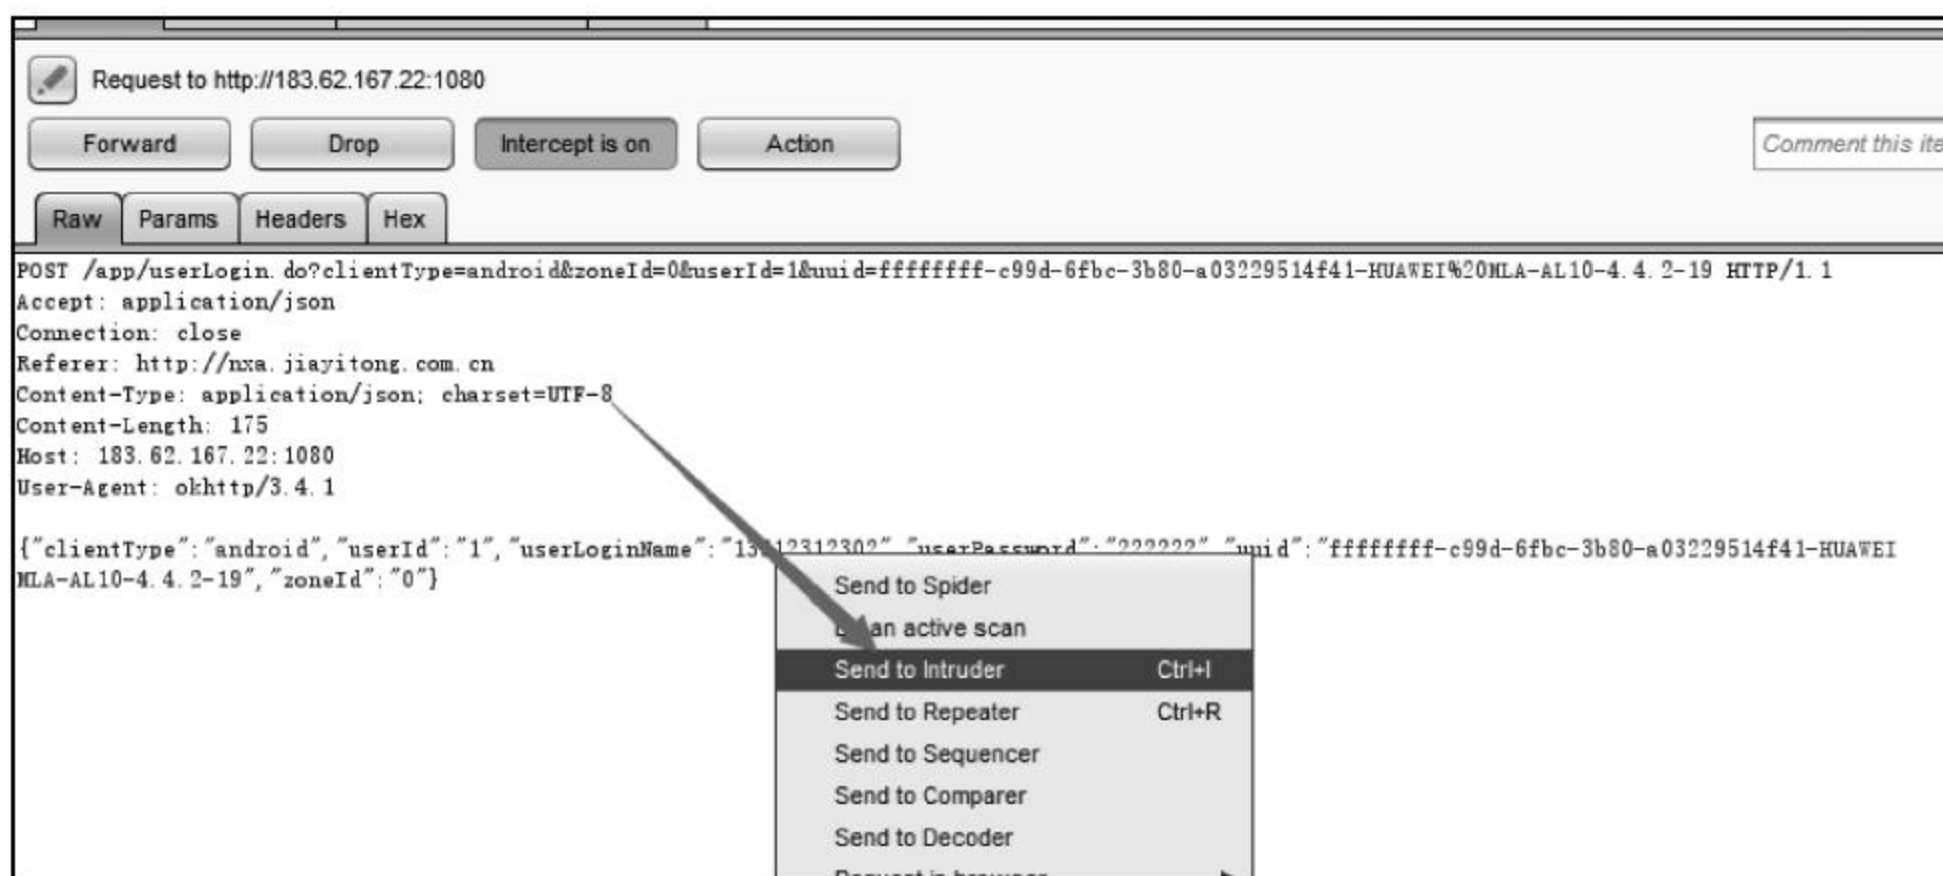 Request to http://183.62.167.22:1080
Forward Drop Intercept is on Action Comment this ite
Raw Params Headers Hex
POST /app/userLogin.do?clientType=android&zoneId=0&userId=1&uuid=ffffffff-c99d-6fbc-3b80-a03229514f41-HUAWEI%20MLA-AL10-4.4.2-19 HTTP/1.1
Accept: application/json
Connection: close
Referer: http://nxa.jiayitong.com.cn
Content-Type: application/json; charset=UTF-8
Content-Length: 175
Host: 183.62.167.22:1080
User-Agent: okhttp/3.4.1
{"clientType":"android","userId":"1","userLoginName":" "userPassword":"222222","uuid":"ffffffff-c99d-6fbc-3b80-a03229514f41-HUAWEI
MLA-AL10-4.4.2-19","zoneId":"0"}
Send to Spider
an active scan
Send to Intruder Ctrl+I
Send to Repeater Ctrl+R
Send to Sequencer
Send to Comparer
Send to Decoder
Request in browser